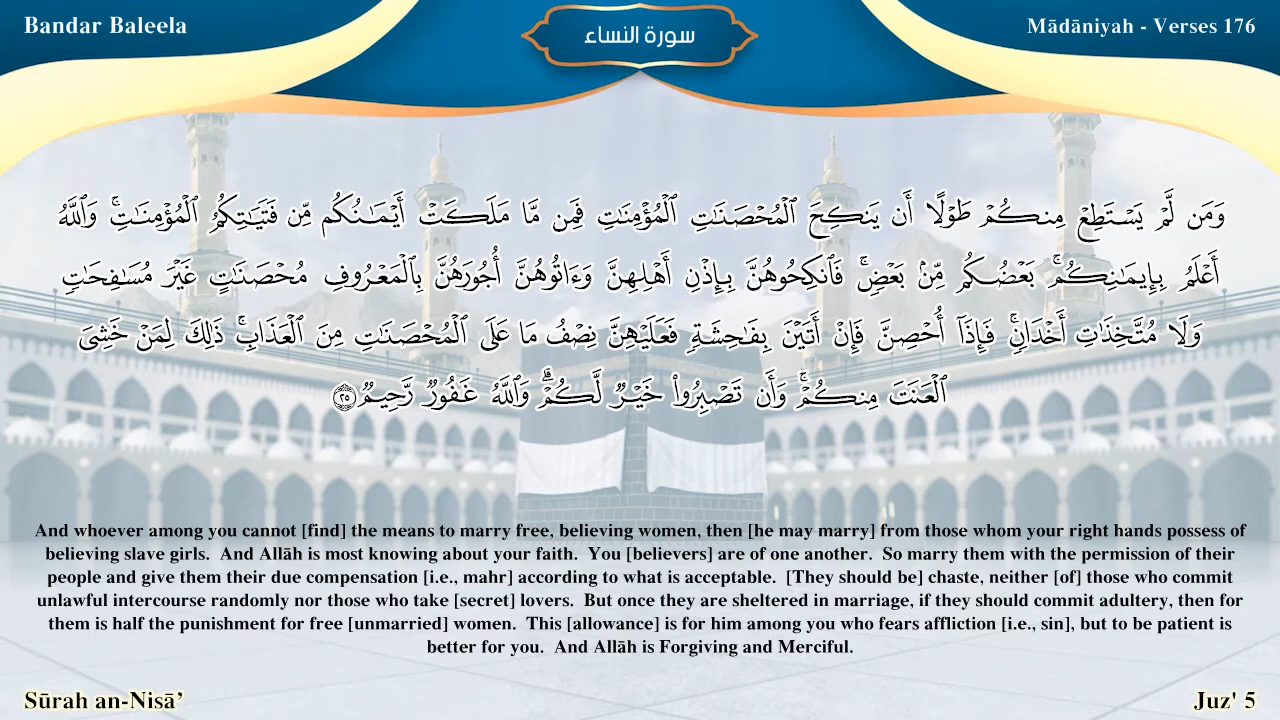 Bandar Baleela
سورة النساء
Mādāniyah - Verses 176
وَمَن لَّمْ يَسْتَطِعْ مِنكُمْ طَوْلًا أَن يَنكِحَ ٱلْمُحْصَنَٰتِ ٱلْمُؤْمِنَٰتِ فَمِن مَّا مَلَكَتْ أَيْمَٰنُكُم مِّن فَتَيَٰتِكُمُ ٱلْمُؤْمِنَٰتِ ۚ وَٱللَّهُ
أَعْلَمُ بِإِيمَٰنِكُم ۚ بَعْضُكُم مِّنۢ بَعْضٍ ۚ فَٱنكِحُوهُنَّ بِإِذْنِ أَهْلِهِنَّ وَءَاتُوهُنَّ أُجُورَهُنَّ بِٱلْمَعْرُوفِ مُحْصَنَٰتٍ غَيْرَ مُسَٰفِحَٰتٍ
وَلَا مُتَّخِذَٰتِ أَخْدَانٍ ۚ فَإِذَآ أُحْصِنَّ فَإِنْ أَتَيْنَ بِفَٰحِشَةٍ فَعَلَيْهِنَّ نِصْفُ مَا عَلَى ٱلْمُحْصَنَٰتِ مِنَ ٱلْعَذَابِ ۚ ذَٰلِكَ لِمَنْ خَشِىَ
ٱلْعَنَتَ مِنكُمْ ۚ وَأَن تَصْبِرُوا۟ خَيْرٌ لَّكُمْ ۗ وَٱللَّهُ غَفُورٌ رَّحِيمٌ ٢٥
And whoever among you cannot [find] the means to marry free, believing women, then [he may marry] from those whom your right hands possess of
believing slave girls. And Allāh is most knowing about your faith. You [believers] are of one another. So marry them with the permission of their
people and give them their due compensation [i.e., mahr] according to what is acceptable. [They should be] chaste, neither [of] those who commit
unlawful intercourse randomly nor those who take [secret] lovers. But once they are sheltered in marriage, if they should commit adultery, then for
them is half the punishment for free [unmarried] women. This [allowance] is for him among you who fears affliction [i.e., sin], but to be patient is
better for you. And Allāh is Forgiving and Merciful.
Sūrah an-Nisā’
Juz' 5